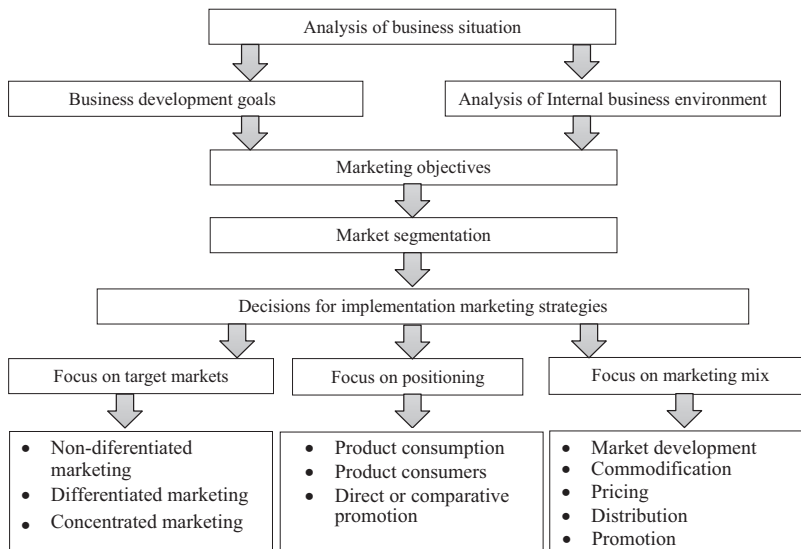 Analysis of business situation
Business development goals
Analysis of Internal business environment
Marketing objectives
Market segmentation
Decisions for implementation marketing strategies
Focus on target markets
Focus on positioning
Focus on marketing mix
• Non-diferentiated
marketing
• Differentiated marketing
• Concentrated marketing
• Product consumption
• Product consumers
• Direct or comparative
promotion
• Market development
• Commodification
• Pricing
• Distribution
• Promotion